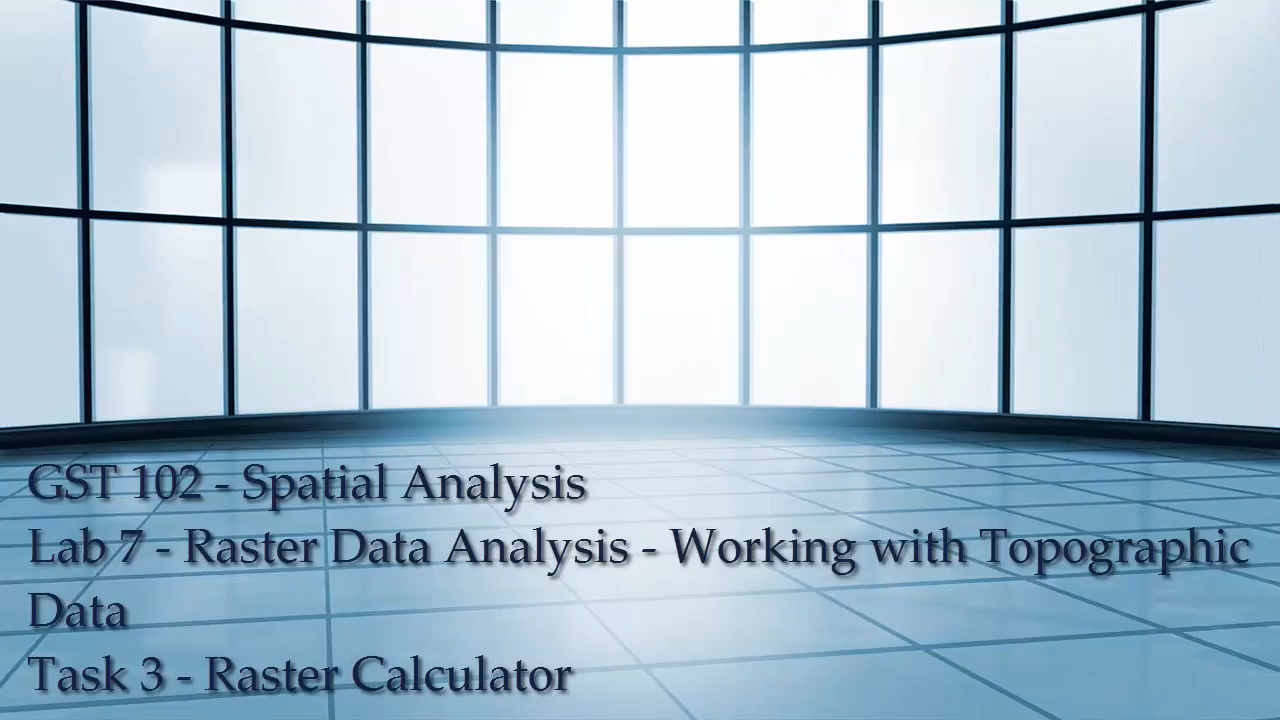 GST 102 - Spatial Analysis
Lab 7 - Raster Data Analysis - Working with Topographic
Data
Task 3 - Raster Calculator